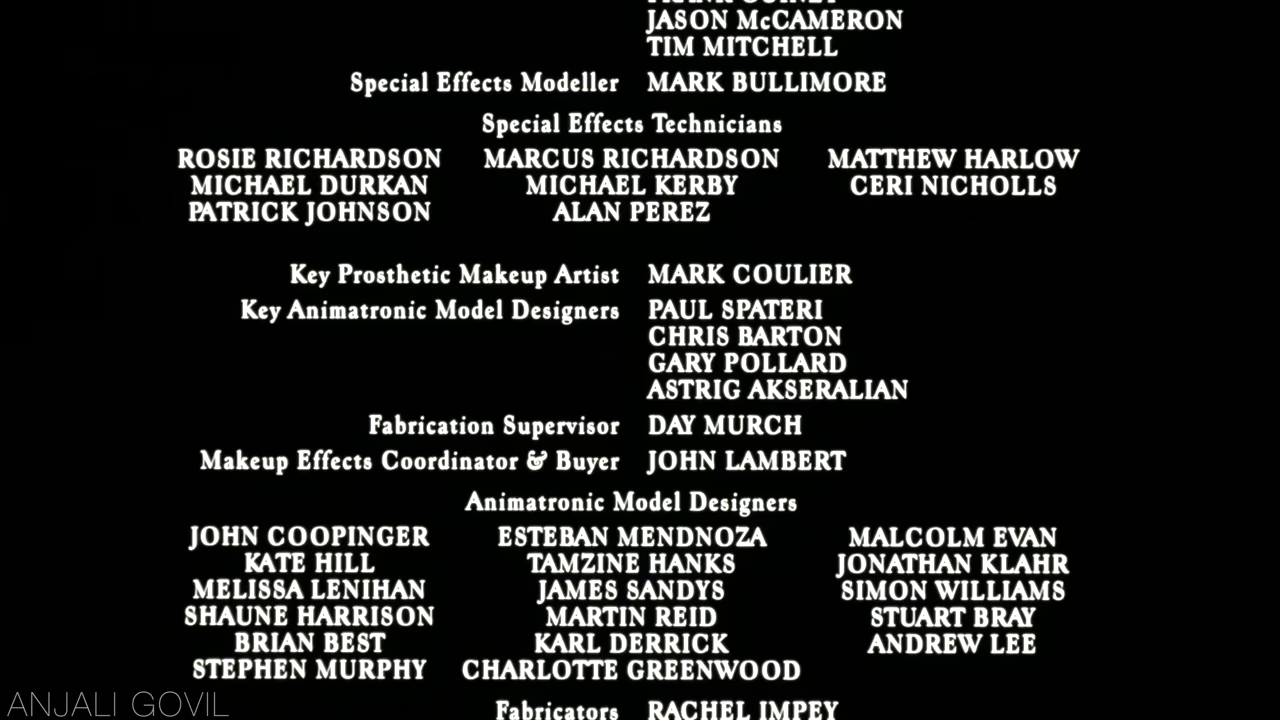 JASON McCAMERON
TIM MITCHELL
Special Effects Modeller MARK BULLIMORE
Special Effects Technicians
ROSIE RICHARDSON MARCUS RICHARDSON MATTHEW HARLOW
MICHAEL DURKAN MICHAEL KERBY CERI NICHOLLS
PATRICK JOHNSON ALAN PEREZ
Key Prosthetic Makeup Artist MARK COULIER
Key Animatronic Model Designers PAUL SPATERI
CHRIS BARTON
GARY POLLARD
ASTRIG AKSERALIAN
Fabrication Supervisor DAY MURCH
Makeup Effects Coordinator & Buyer JOHN LAMBERT
Animatronic Model Designers
JOHN COOPINGER ESTEBAN MENDNOZA MALCOLM EVAN
KATE HILL TAMZINE HANKS JONATHAN KLAHR
MELISSA LENIHAN JAMES SANDYS SIMON WILLIAMS
SHAUNE HARRISON MARTIN REID STUART BRAY
BRIAN BEST KARL DERRICK ANDREW LEE
STEPHEN MURPHY CHARLOTTE GREENWOOD
Fabricators RACHEL IMPEY
ANJALI GOVIL